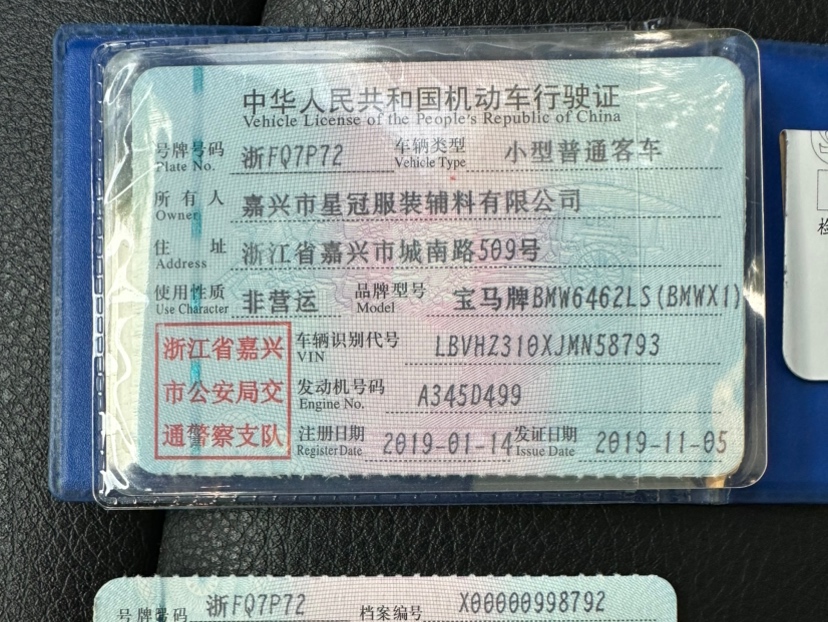 中华人民共和国机动车行驶证
Vehicle License of the People's Republic of China
号牌号码 浙FQ7P72 车辆类型 小型普通客车
Plate No. Vehicle Type
所有人 嘉兴市星冠服装辅料有限公司
Owner
住址 浙江省嘉兴市城南路509号
Address
使用性质 非营运 品牌型号 宝马牌BMW6462LS(BMWX1)
Use Character Model
浙江省嘉兴
市公安局交
通警察支队
车辆识别代号 LBVHZ310XJMN58793
VIN
发动机号码 A345D499
Engine No.
注册日期 2019-01-14 发证日期 2019-11-05
Register Date Issue Date
号牌号码 浙FQ7P72 档案编号 X00000998792
检